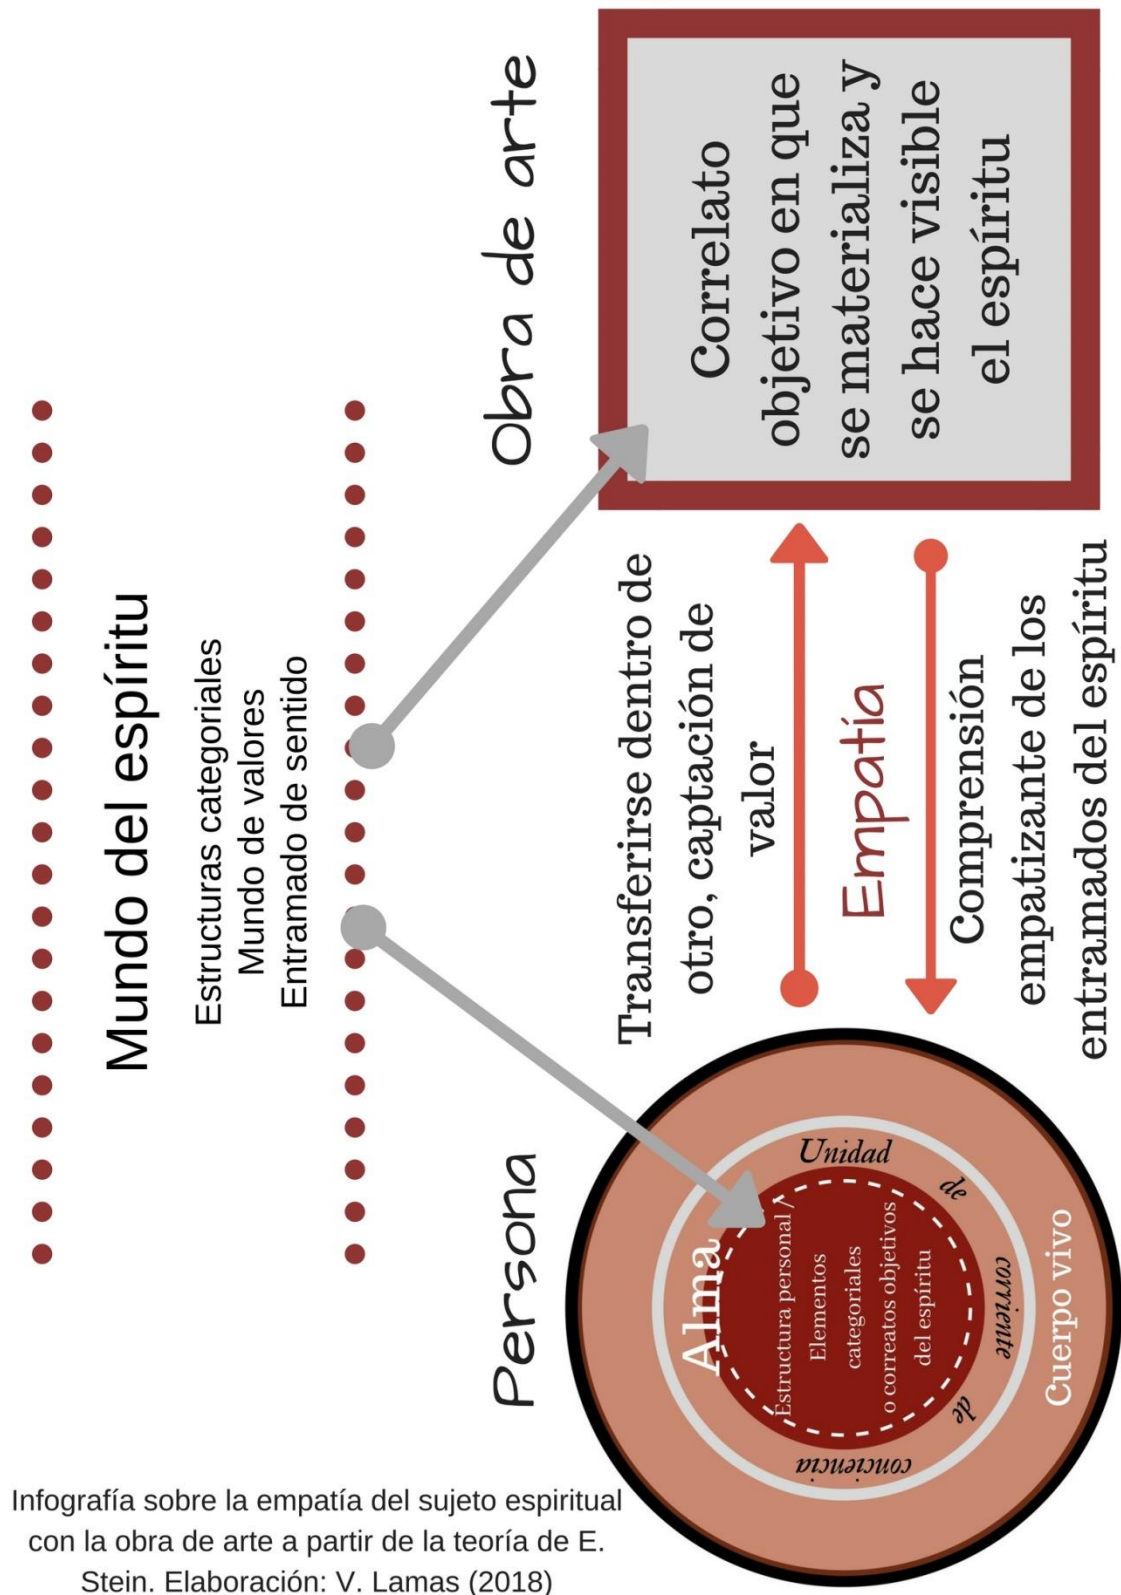 Mundo del espíritu
Estructuras categoriales
Mundo de valores
Entramado de sentido
Persona
Obra de arte
Alma
Estructura personal /
Elementos
categoriales
o correatos objetivos
del espíritu
Unidad
de
corriente
de
conciencia
Cuerpo vivo
Transferirse dentro de
otro, captación de
valor
Empatía
Comprensión
empatizante de los
entramados del espíritu
Correlato
objetivo en que
se materializa y
se hace visible
el espíritu
Infografía sobre la empatía del sujeto espiritual
con la obra de arte a partir de la teoría de E.
Stein. Elaboración: V. Lamas (2018)